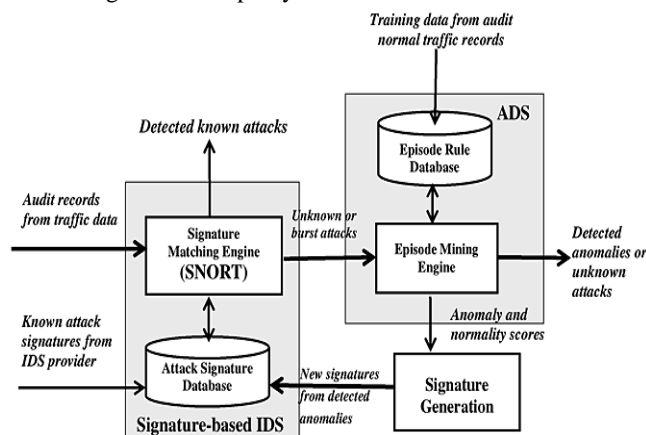 Training data from audit
normal traffic records
ADS
Detected known attacks
Episode Rule
Database
Audit records
from traffic data
Signature
Matching Engine
(SNORT)
Unknown or
burst attacks
Episode Mining
Engine
Detected
anomalies or
unknown
attacks
Known attack
signatures from
IDS provider
Anomaly and
normality scores
Attack Signature
Database
New signatures
from detected
anomalies
Signature
Generation
Signature-based IDS